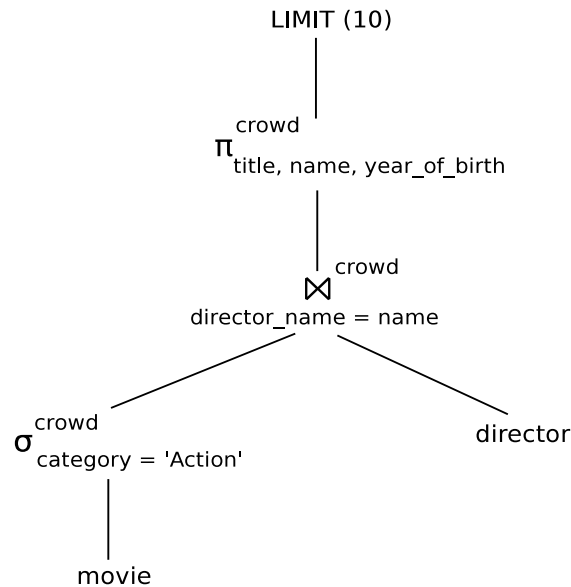 LIMIT (10)
π crowd
title, name, year_of_birth
⋈ crowd
director_name = name
σ crowd
category = 'Action'
director
movie